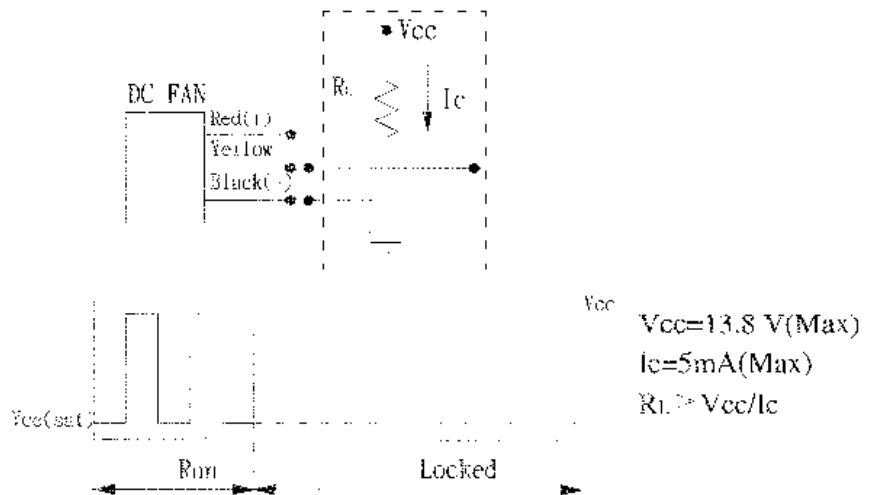 Vcc
RL
Ic
DC FAN
Red(+)
Yellow
Black(-)
Vcc
Vcc=13.8 V(Max)
Ic=5mA(Max)
RL≥Vcc/Ic
Vce(sat)
Run
Locked